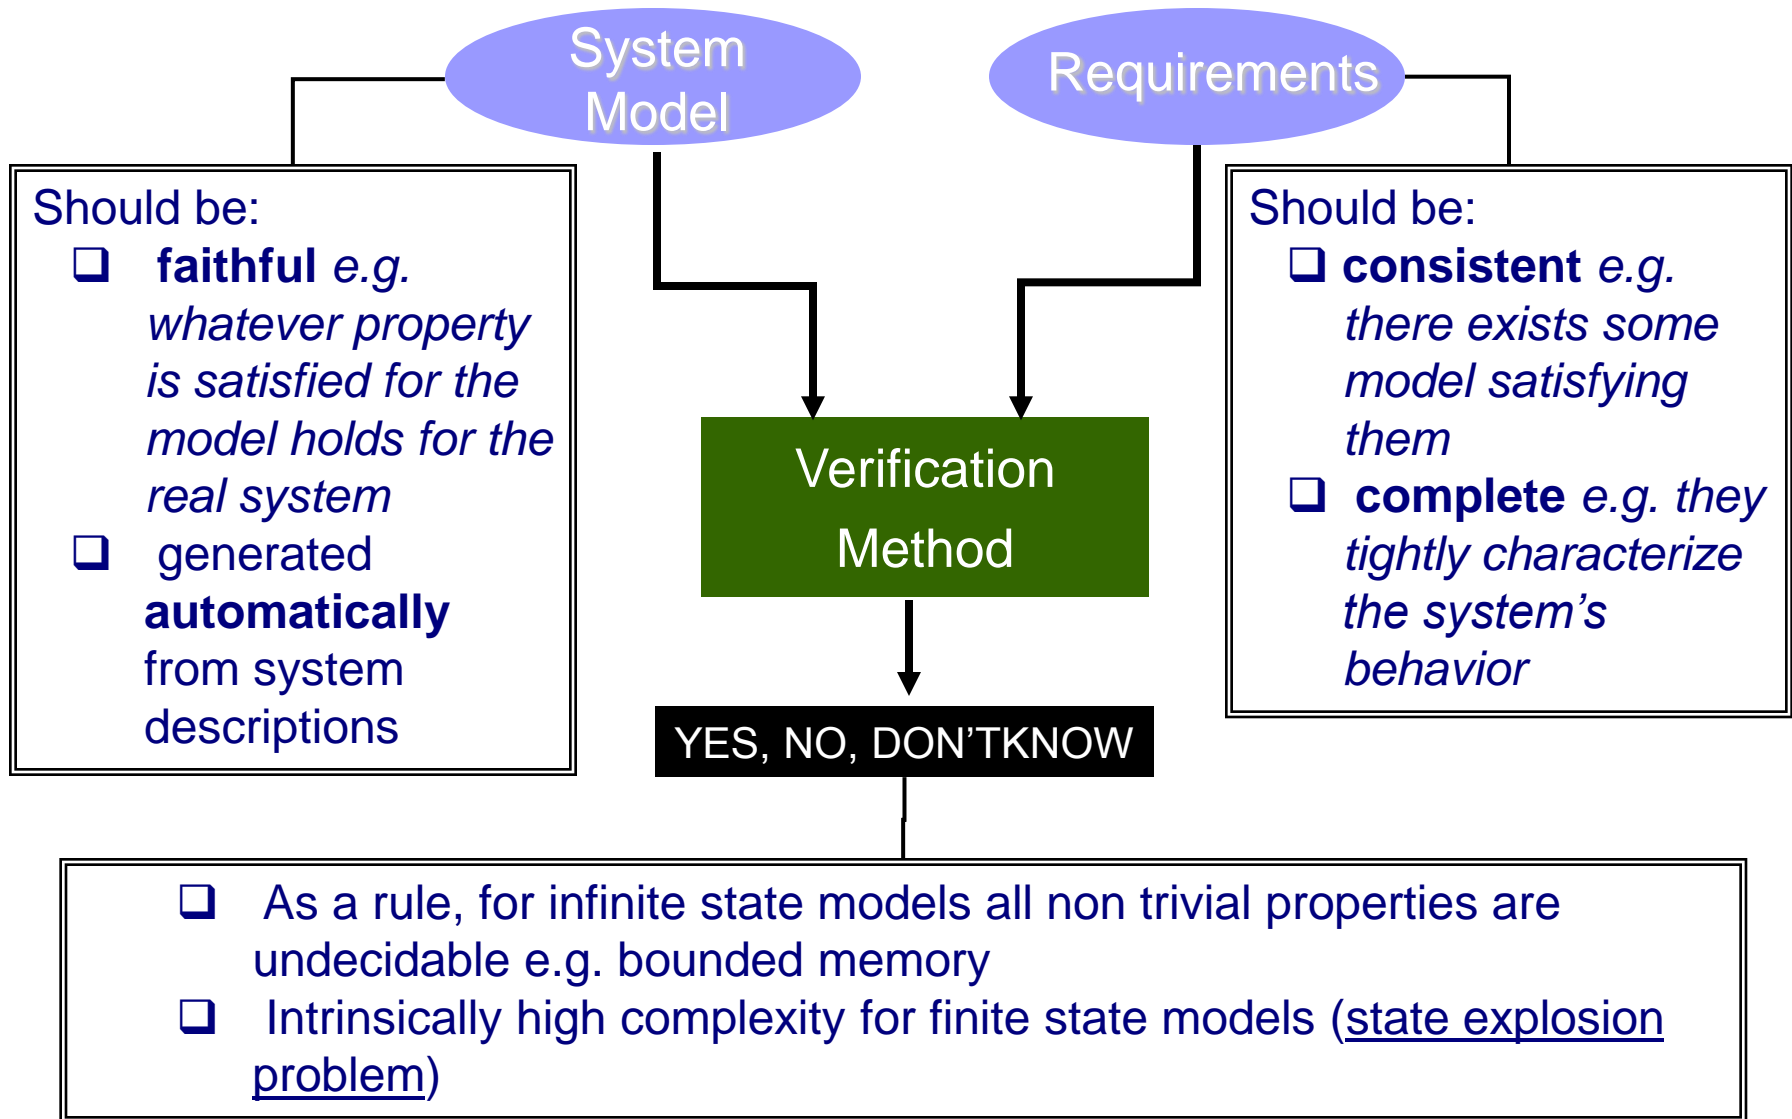 System
Model
Requirements
Should be:
❑ faithful e.g.
whatever property
is satisfied for the
model holds for the
real system
❑ generated
automatically
from system
descriptions
Verification
Method
YES, NO, DON’TKNOW
Should be:
❑ consistent e.g.
there exists some
model satisfying
them
❑ complete e.g. they
tightly characterize
the system’s
behavior
❑ As a rule, for infinite state models all non trivial properties are
undecidable e.g. bounded memory
❑ Intrinsically high complexity for finite state models (state explosion
problem)